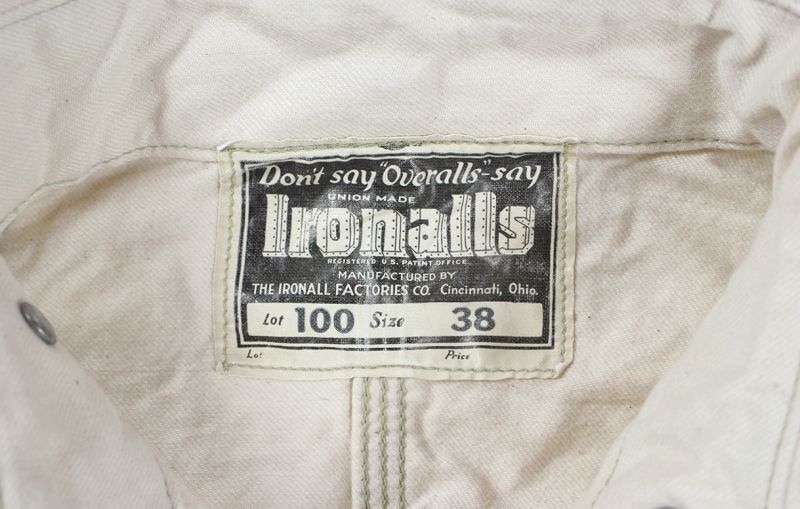 Don't say "Overalls"-say
UNION MADE
Ironalls
REGISTERED U.S. PATENT OFFICE
MANUFACTURED BY
THE IRONALL FACTORIES CO. Cincinnati, Ohio.
Lot 100 Size 38
Lot Price